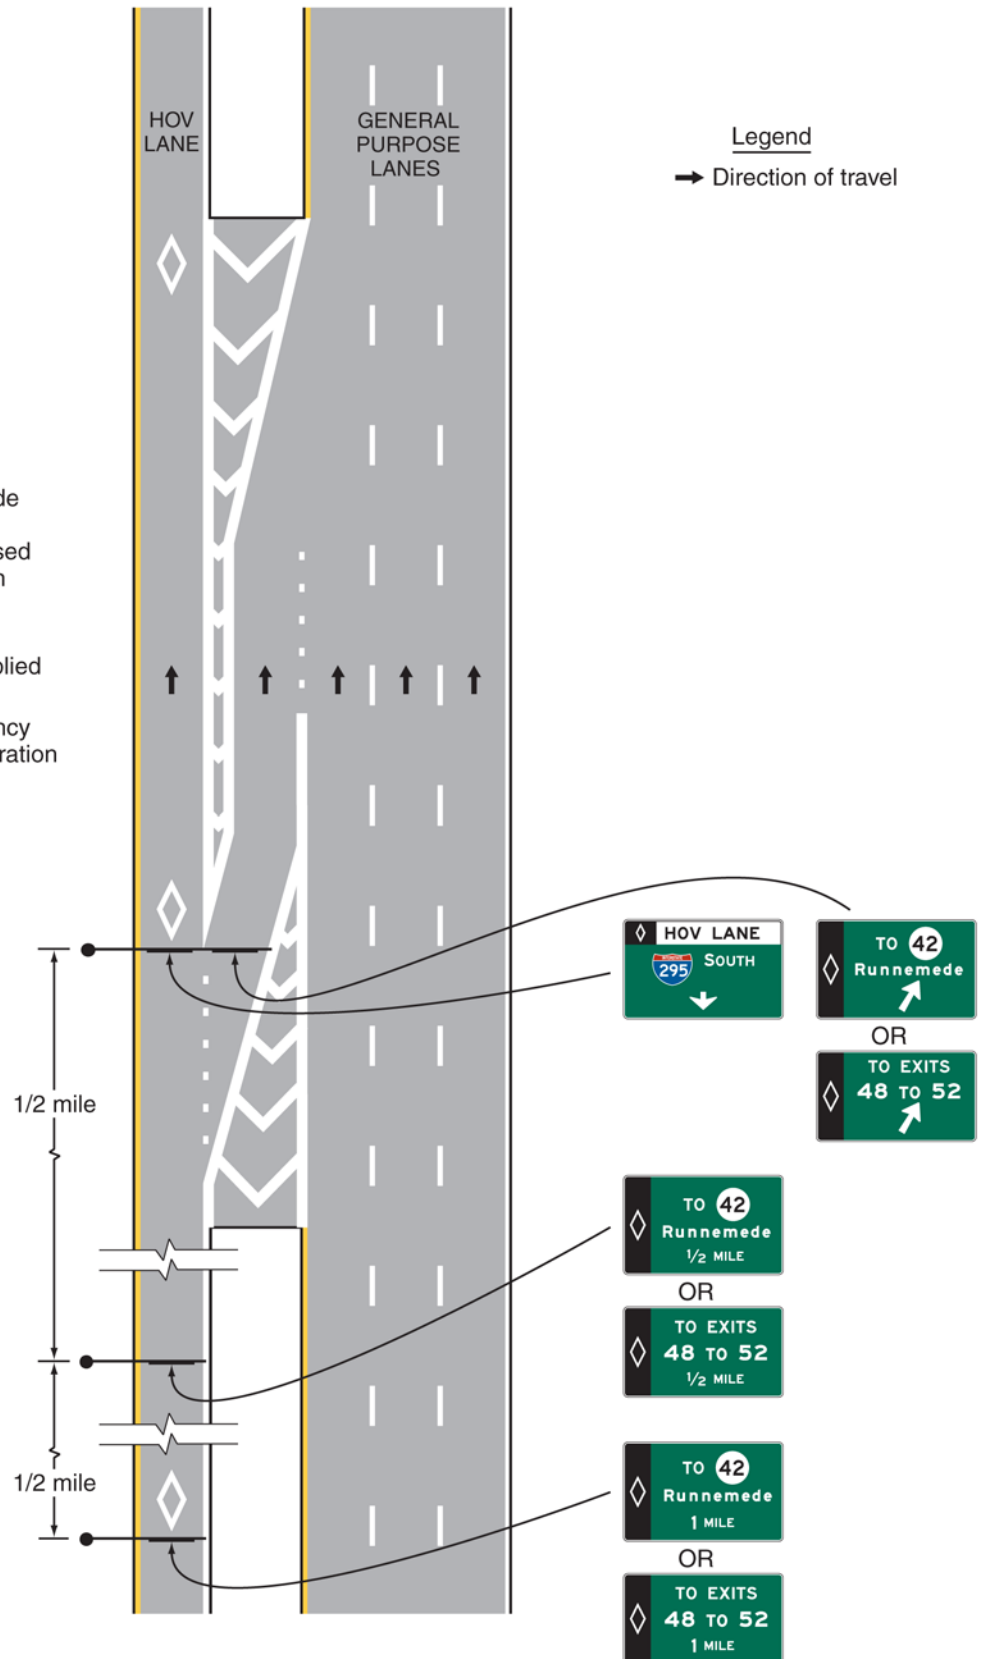 HOV
LANE
GENERAL
PURPOSE
LANES
Legend
Direction of travel
de
sed
n
plied
ncy
ration
HOV LANE
295
SOUTH
TO 42
Runnemede
OR
TO EXITS
48 TO 52
1/2 mile
TO 42
Runnemede
1/2 MILE
OR
TO EXITS
48 TO 52
1/2 MILE
1/2 mile
TO 42
Runnemede
1 MILE
OR
TO EXITS
48 TO 52
1 MILE